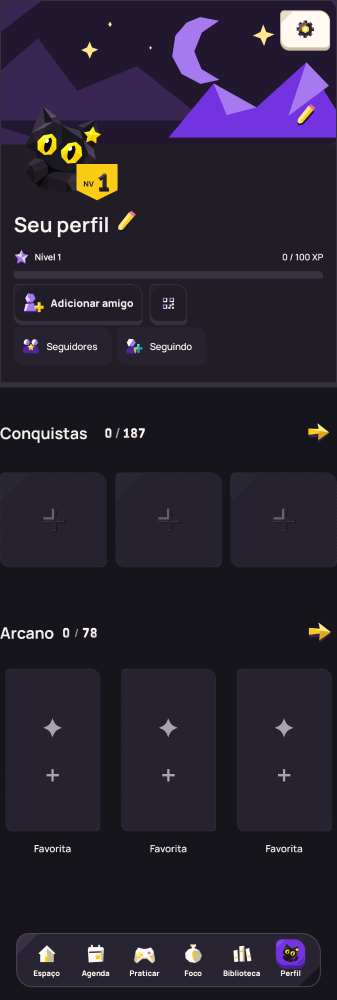 NV 1
Seu perfil
Nível 1 0 / 100 XP
Adicionar amigo
Seguidores Seguindo
Conquistas 0 / 187
Arcano 0 / 78
Favorita Favorita Favorita
Espaço Agenda Praticar Foco Biblioteca Perfil